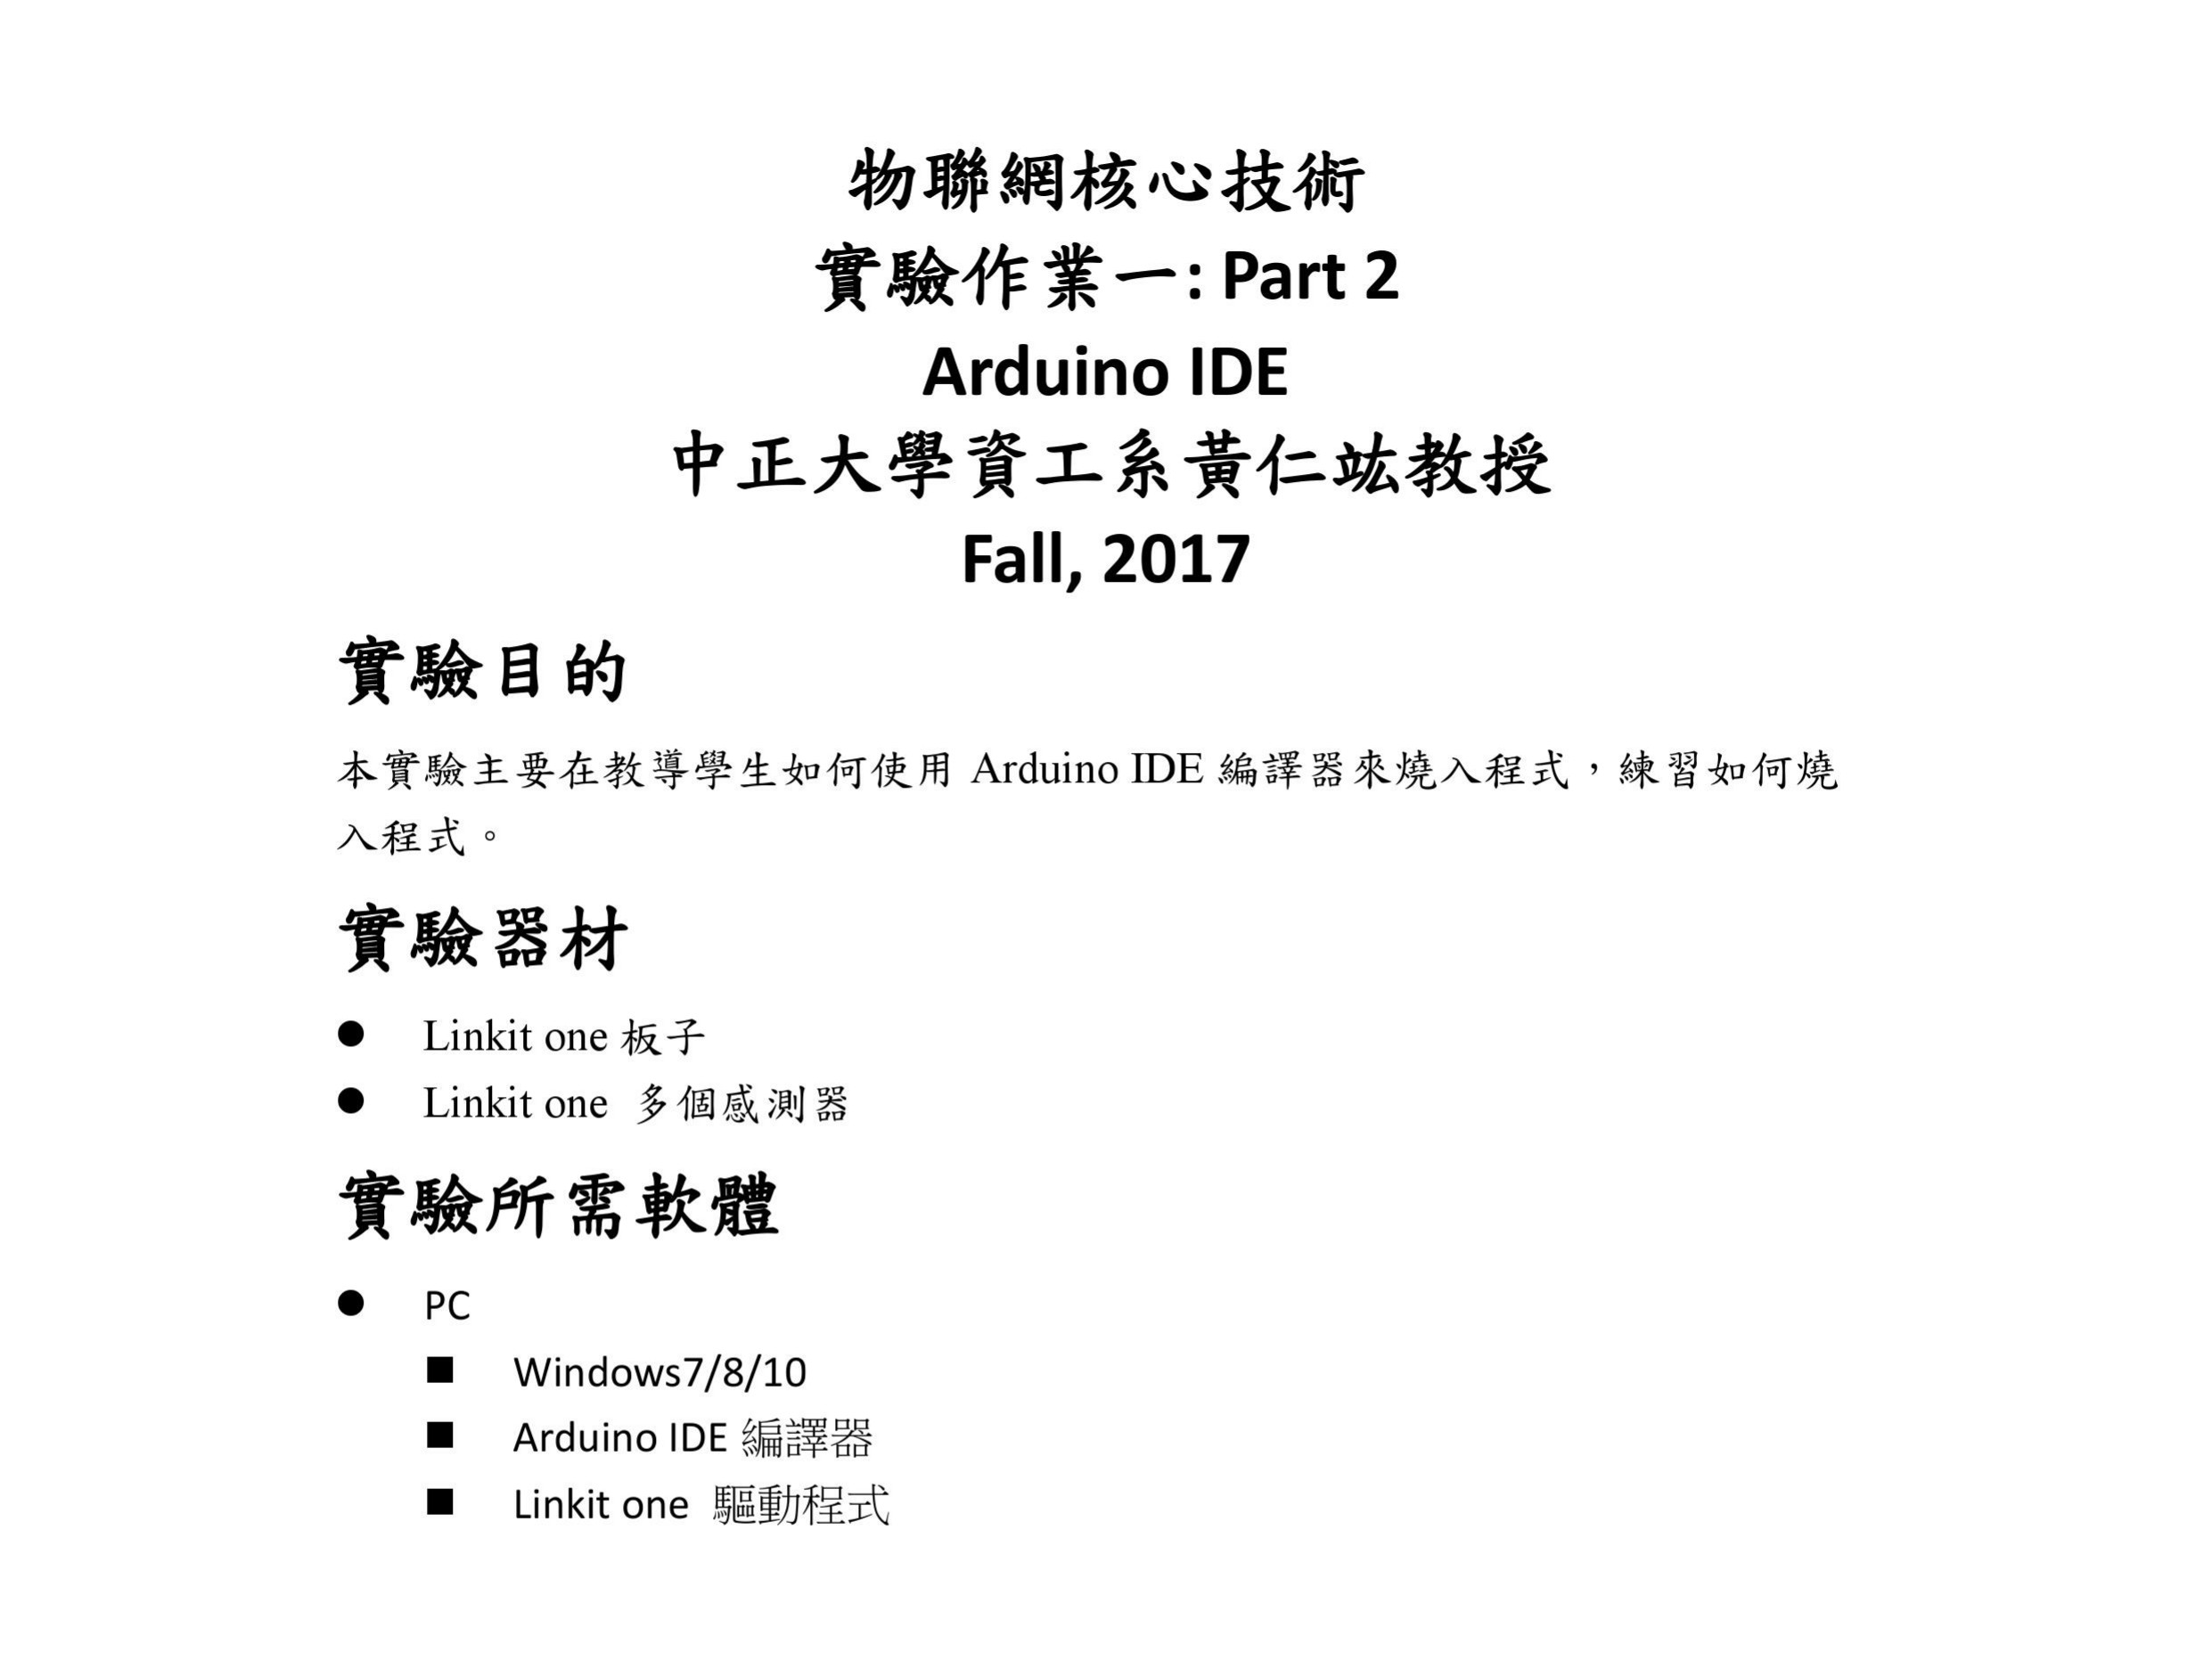 物聯網核心技術
實驗作業一: Part 2
Arduino IDE
中正大學資工系黃仁竑教授
Fall, 2017
實驗目的
本實驗主要在教導學生如何使用 Arduino IDE 編譯器來燒入程式，練習如何燒
入程式。
實驗器材
● Linkit one 板子
● Linkit one 多個感測器
實驗所需軟體
● PC
■ Windows7/8/10
■ Arduino IDE 編譯器
■ Linkit one 驅動程式